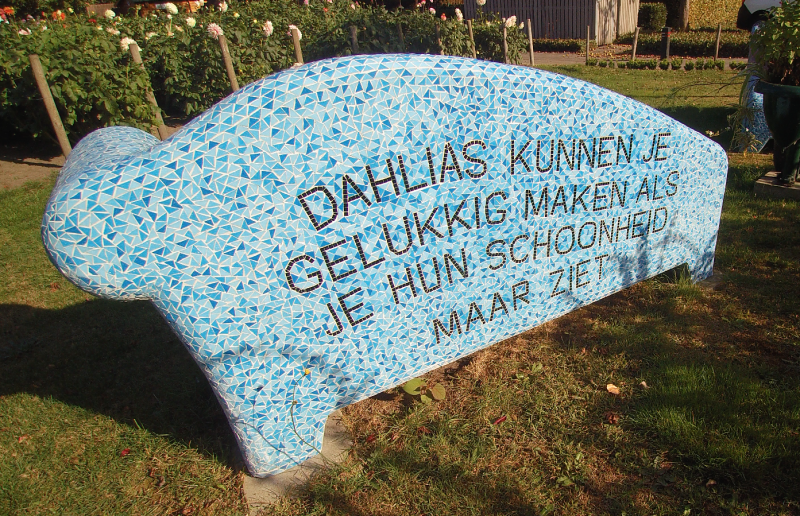 DAHLIAS KUNNEN JE
GELUKKIG MAKEN ALS
JE HUN SCHOONHEID
MAAR ZIET